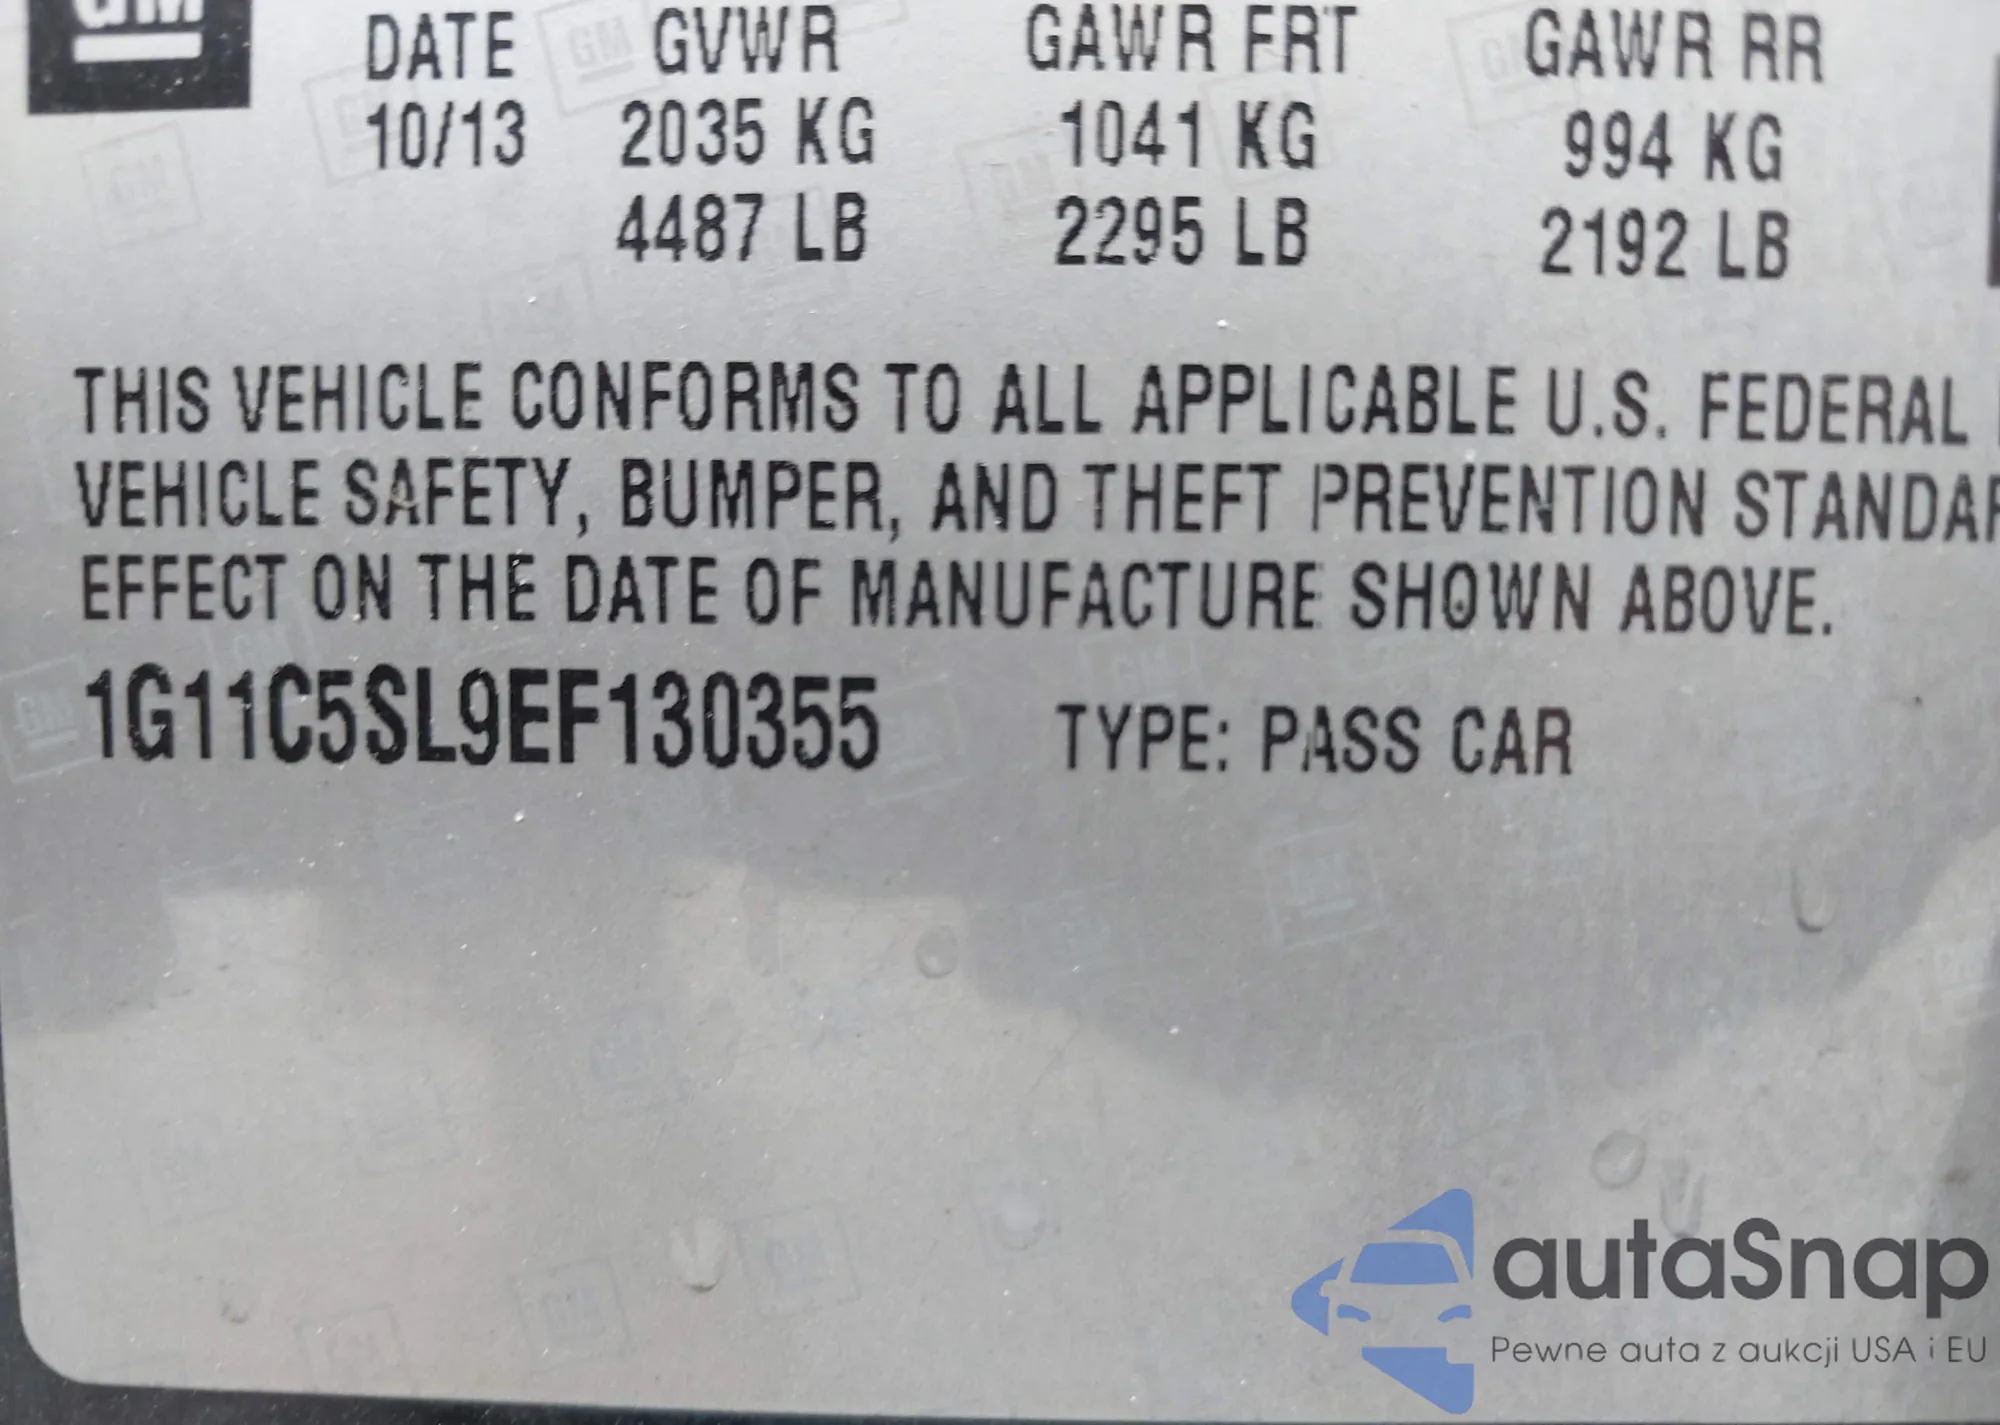 GM
DATE GVWR GAWR FRT GAWR RR
10/13 2035 KG 1041 KG 994 KG
4487 LB 2295 LB 2192 LB
THIS VEHICLE CONFORMS TO ALL APPLICABLE U.S. FEDERAL
VEHICLE SAFETY, BUMPER, AND THEFT PREVENTION STANDAR
EFFECT ON THE DATE OF MANUFACTURE SHOWN ABOVE.
1G11C5SL9EF130355 TYPE: PASS CAR
autaSnap
Pewne auta z aukcji USA i EU